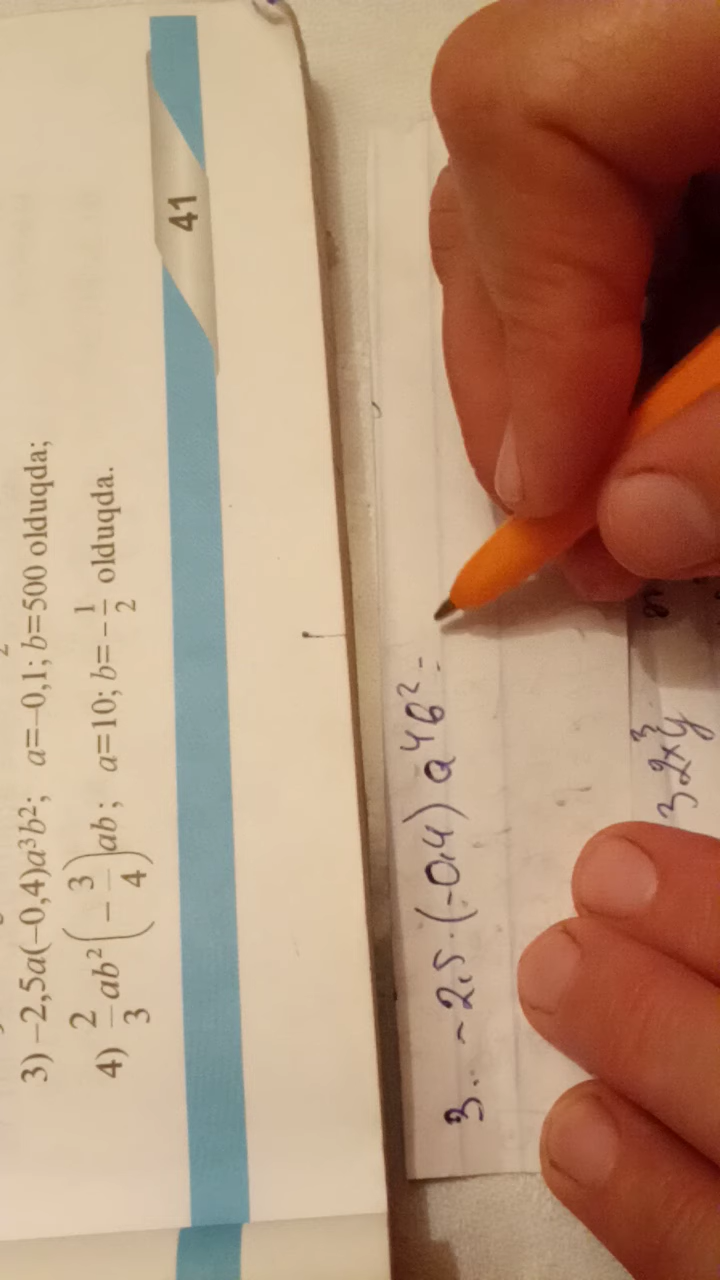 3) −2,5a(−0,4)a³b²; a=−0,1; b=500 olduqda;
4) 2/3 ab² (− 3/4) ab; a=10; b=− 1/2 olduqda.
41
3. -2,5·(-0,4) a⁴b² =